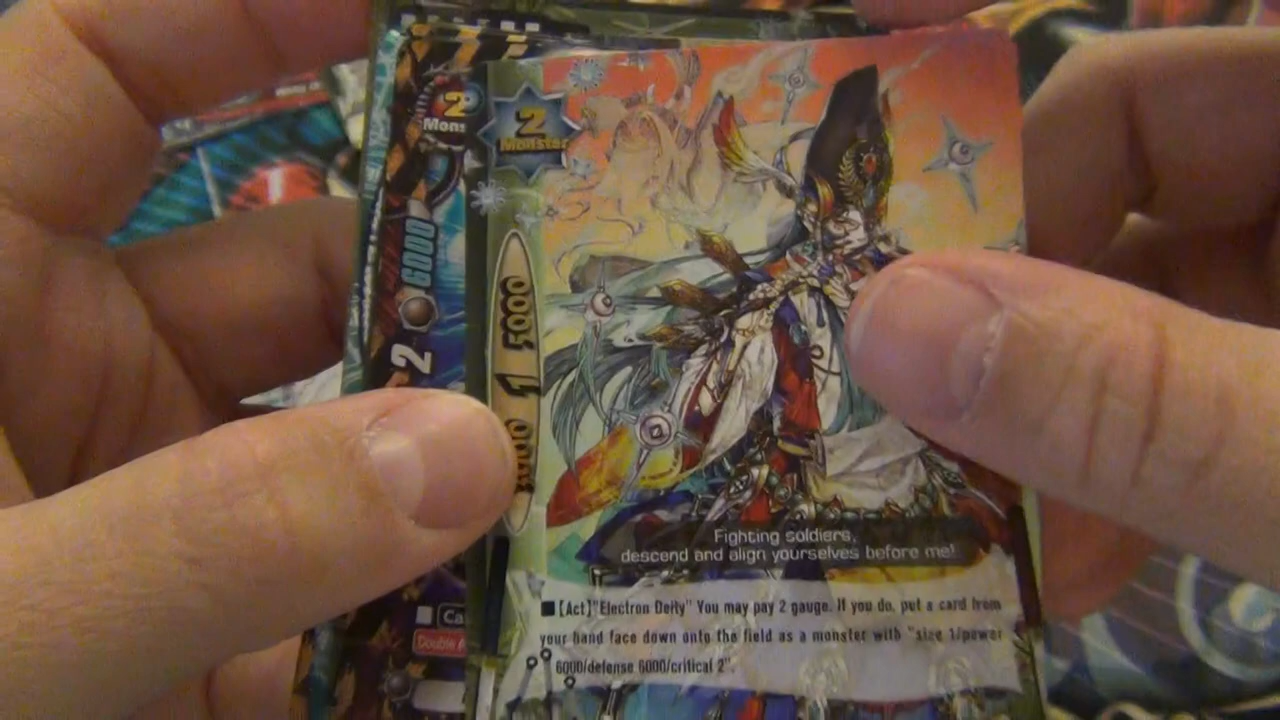 2
Monster
2
6000
2
5000
1
Fighting soldiers,
descend and align yourselves before me!
■【Act】"Electron Deity" You may pay 2 gauge. If you do, put a card from
your hand face down onto the field as a monster with "size 1/power
6000/defense 6000/critical 2".
Double